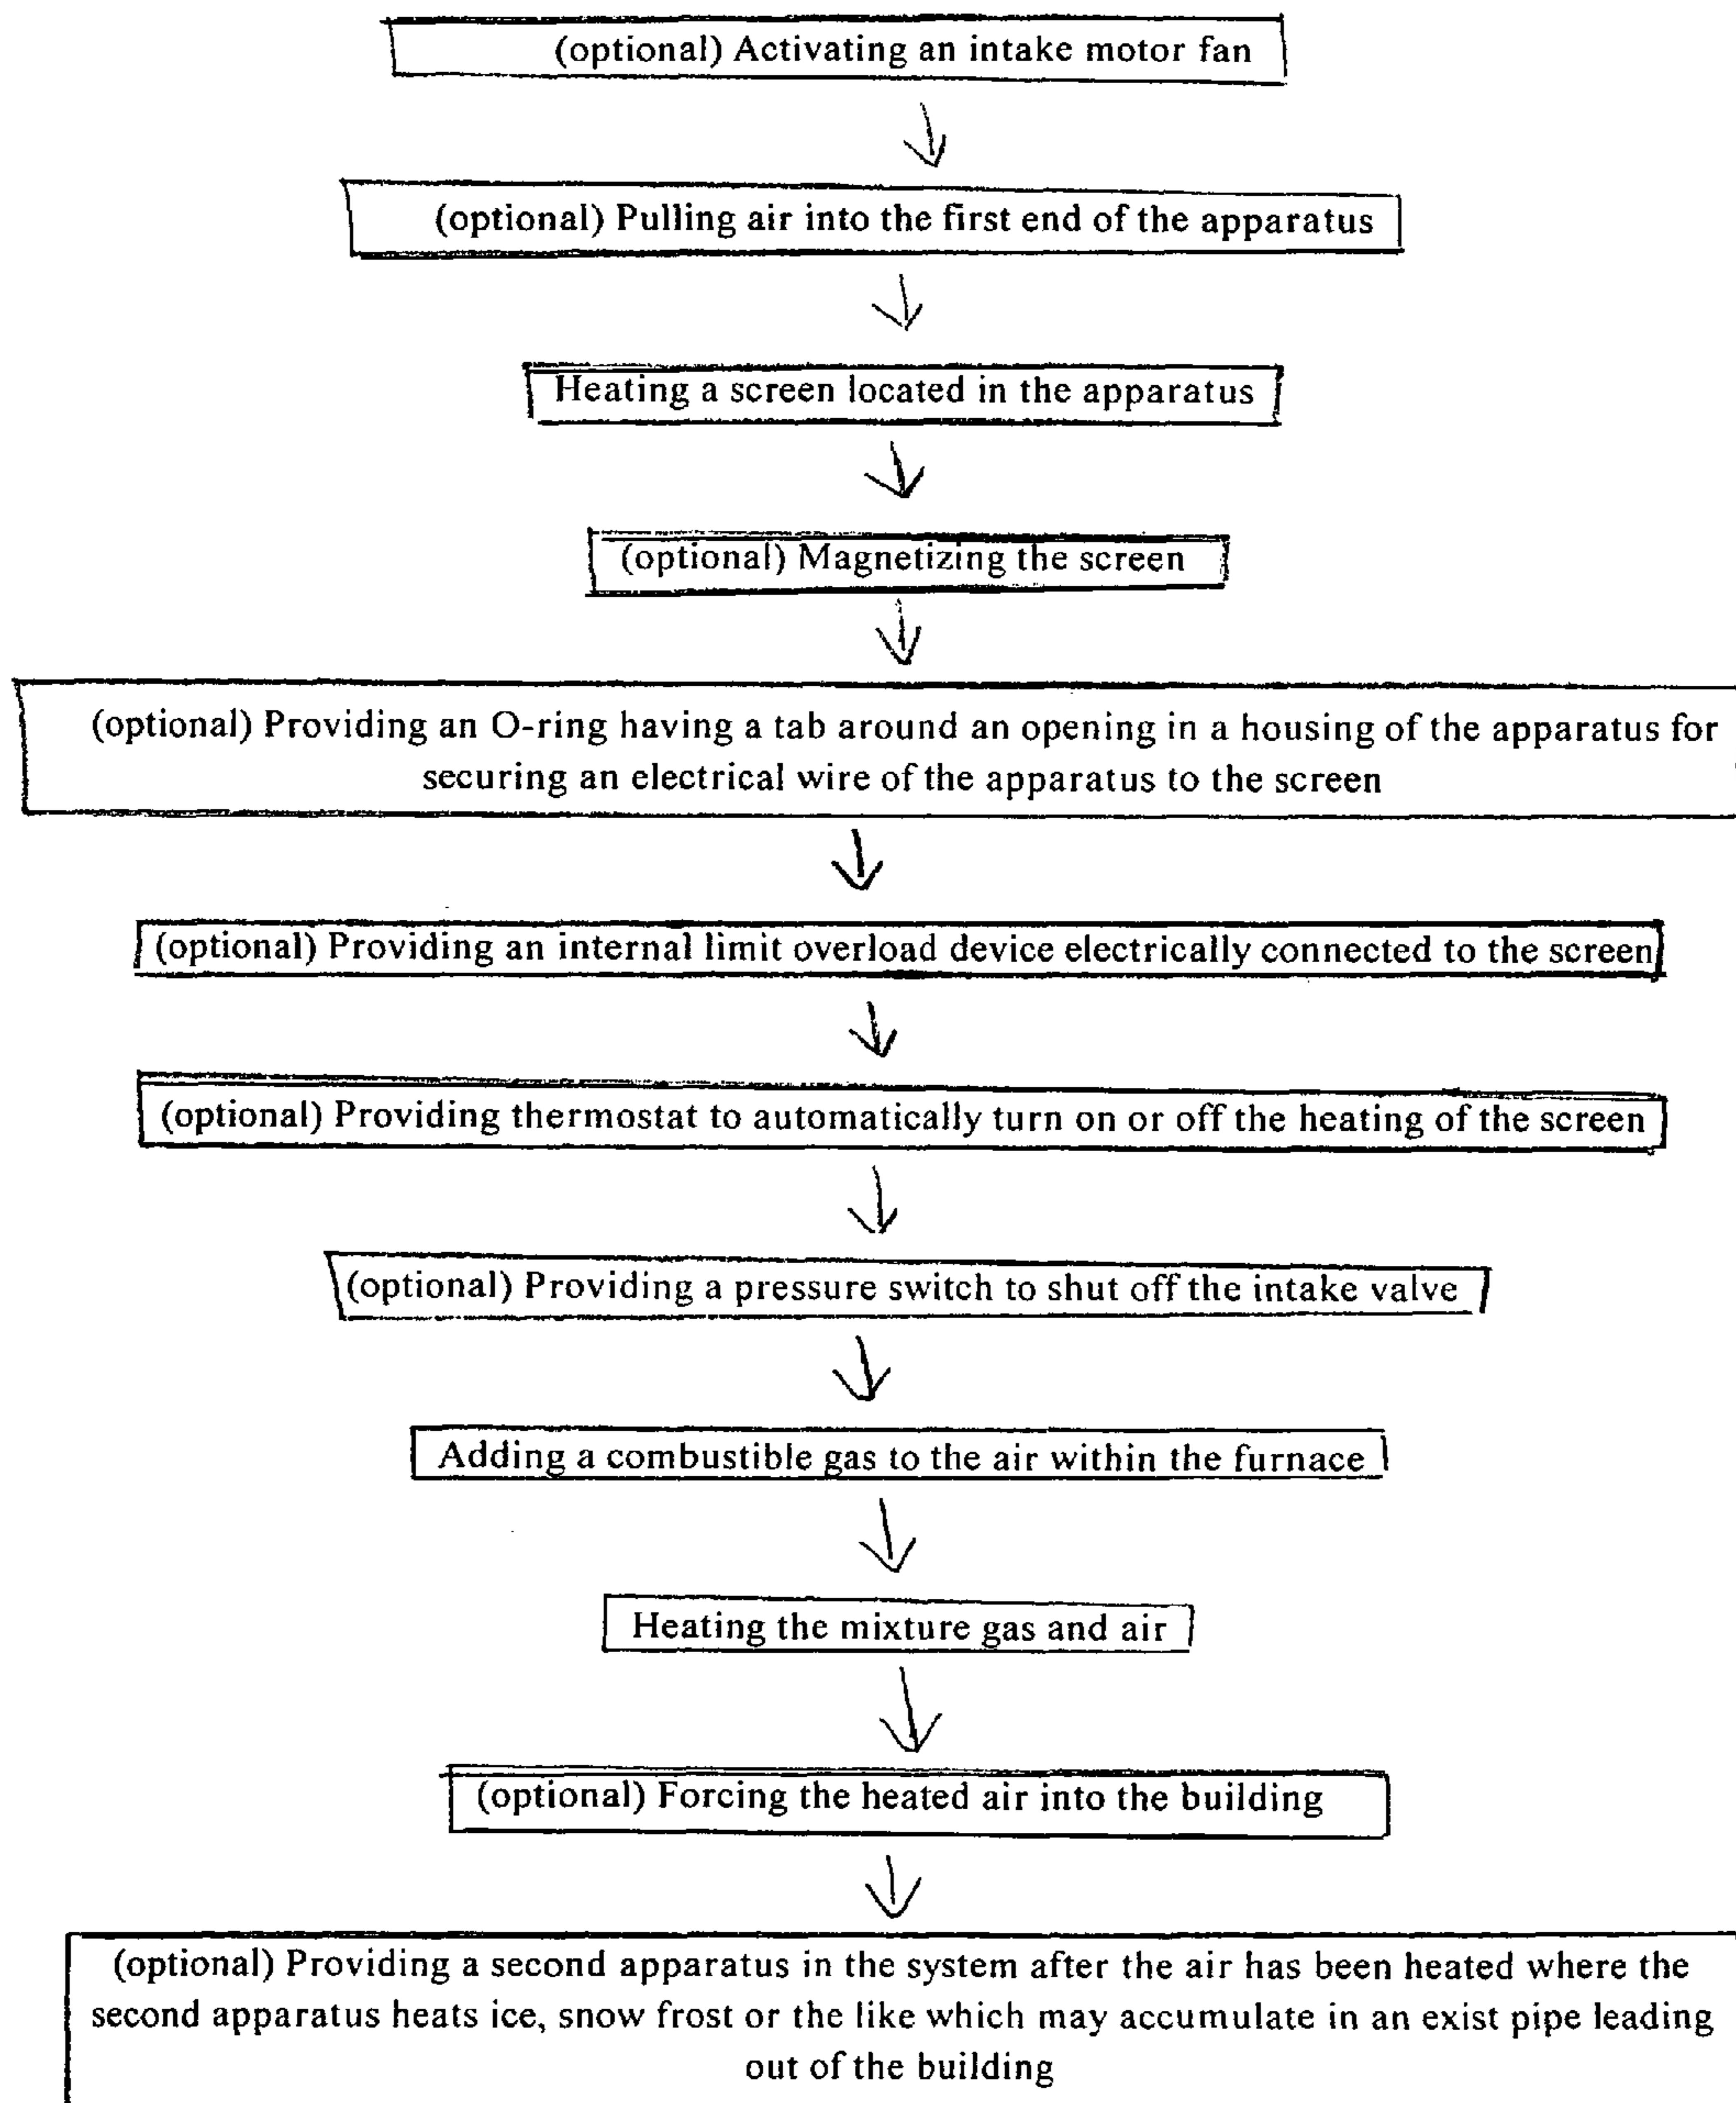 (optional) Activating an intake motor fan
(optional) Pulling air into the first end of the apparatus
Heating a screen located in the apparatus
(optional) Magnetizing the screen
(optional) Providing an O-ring having a tab around an opening in a housing of the apparatus for
securing an electrical wire of the apparatus to the screen
(optional) Providing an internal limit overload device electrically connected to the screen
(optional) Providing thermostat to automatically turn on or off the heating of the screen
(optional) Providing a pressure switch to shut off the intake valve
Adding a combustible gas to the air within the furnace
Heating the mixture gas and air
(optional) Forcing the heated air into the building
(optional) Providing a second apparatus in the system after the air has been heated where the
second apparatus heats ice, snow frost or the like which may accumulate in an exist pipe leading
out of the building